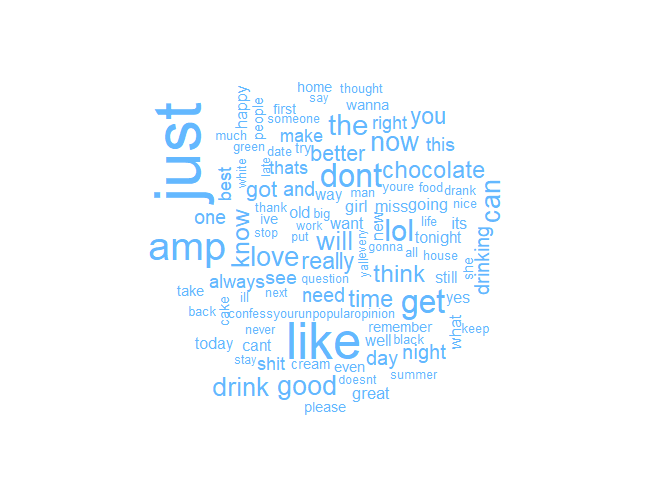 home
thought
say
happy
people
first
wanna
someone
the
right
you
just
much
make
now
this
green
date
try
better
white
late
thats
dont
chocolate
best
got
and
way
man
youre
food
drank
can
thank
old
big
girl
miss
going
nice
one
ive
want
new
lol
life
its
know
stop
work
put
will
every
tonight
amp
love
really
yall
gonna
all
house
she
drinking
always
see
question
think
still
take
ill
next
need
time
get
yes
back
cake
confessyourunpopularopinion
never
like
remember
what
keep
today
cant
well
black
stay
shit
cream
even
day
night
doesnt
summer
drink
good
great
please